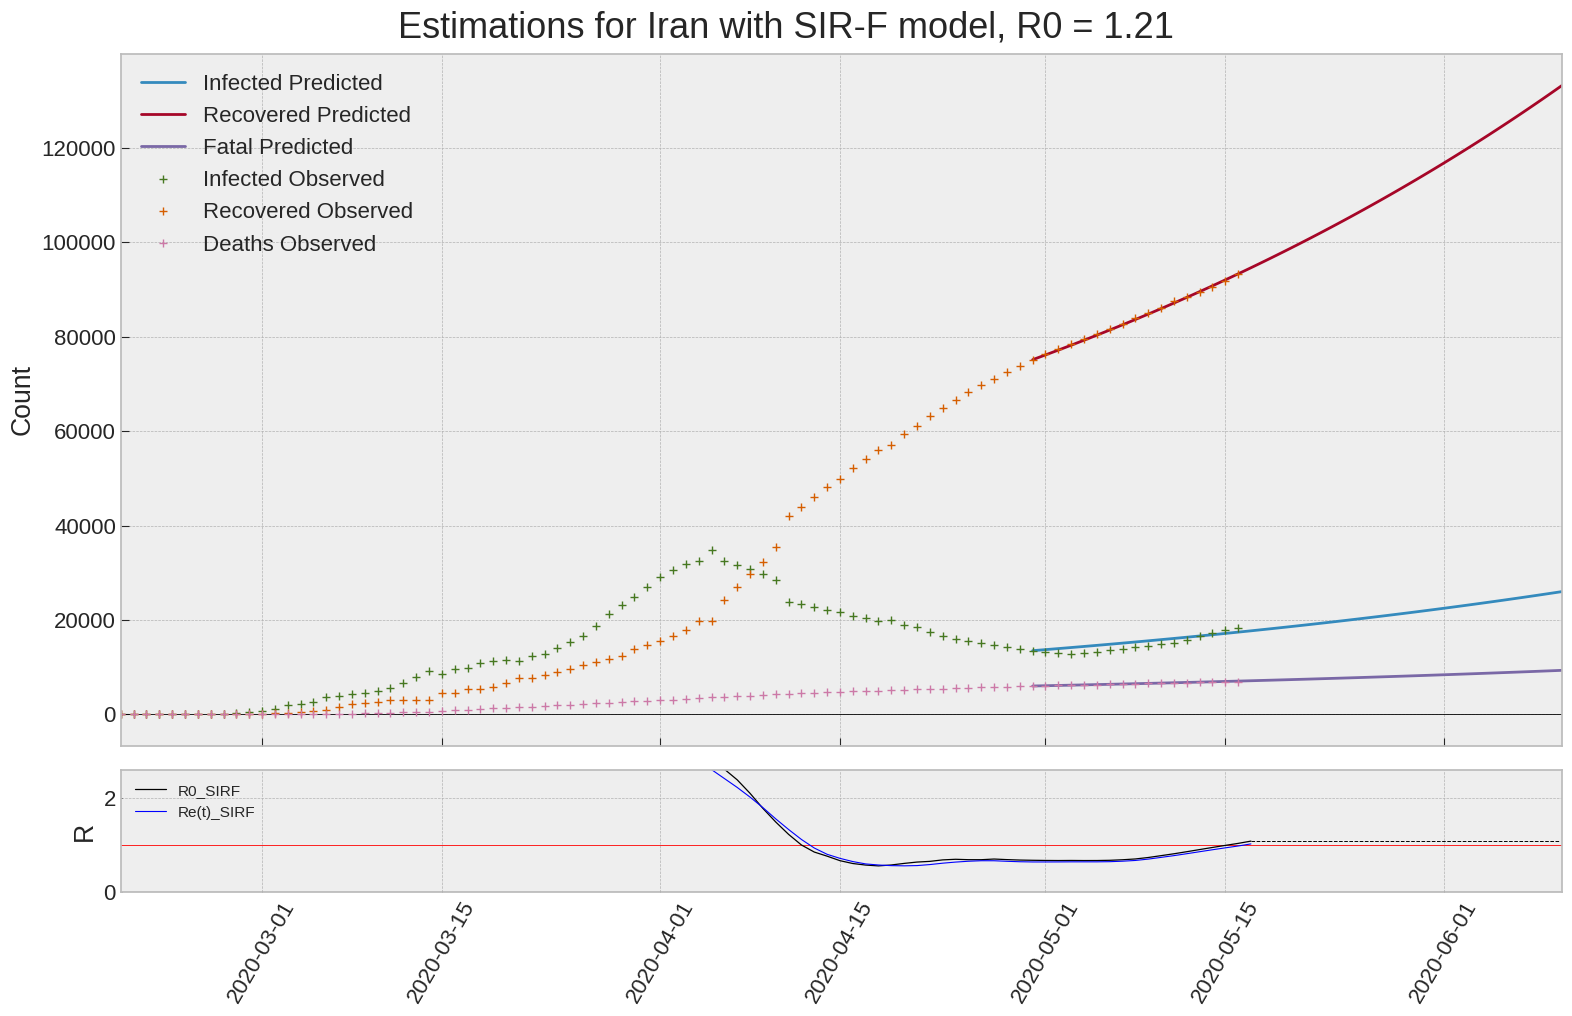 Estimations for Iran with SIR-F model, R0 = 1.21
Infected Predicted
Recovered Predicted
Fatal Predicted
Infected Observed
Recovered Observed
Deaths Observed
Count
120000
100000
80000
60000
40000
20000
0
R0_SIRF
Re(t)_SIRF
R
2
0
2020-03-01
2020-03-15
2020-04-01
2020-04-15
2020-05-01
2020-05-15
2020-06-01